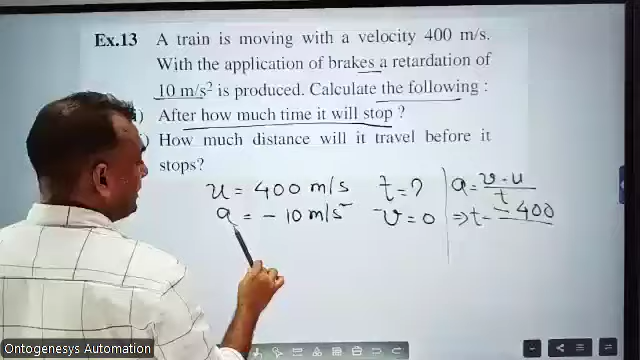 Ex.13 A train is moving with a velocity 400 m/s.
With the application of brakes a retardation of
10 m/s² is produced. Calculate the following :
) After how much time it will stop ?
) How much distance will it travel before it
stops?
u = 400 m/s t = ? a = v - u / t
a = - 10 m/s² v = 0 ⇒ t = - 400
Ontogenesys Automation